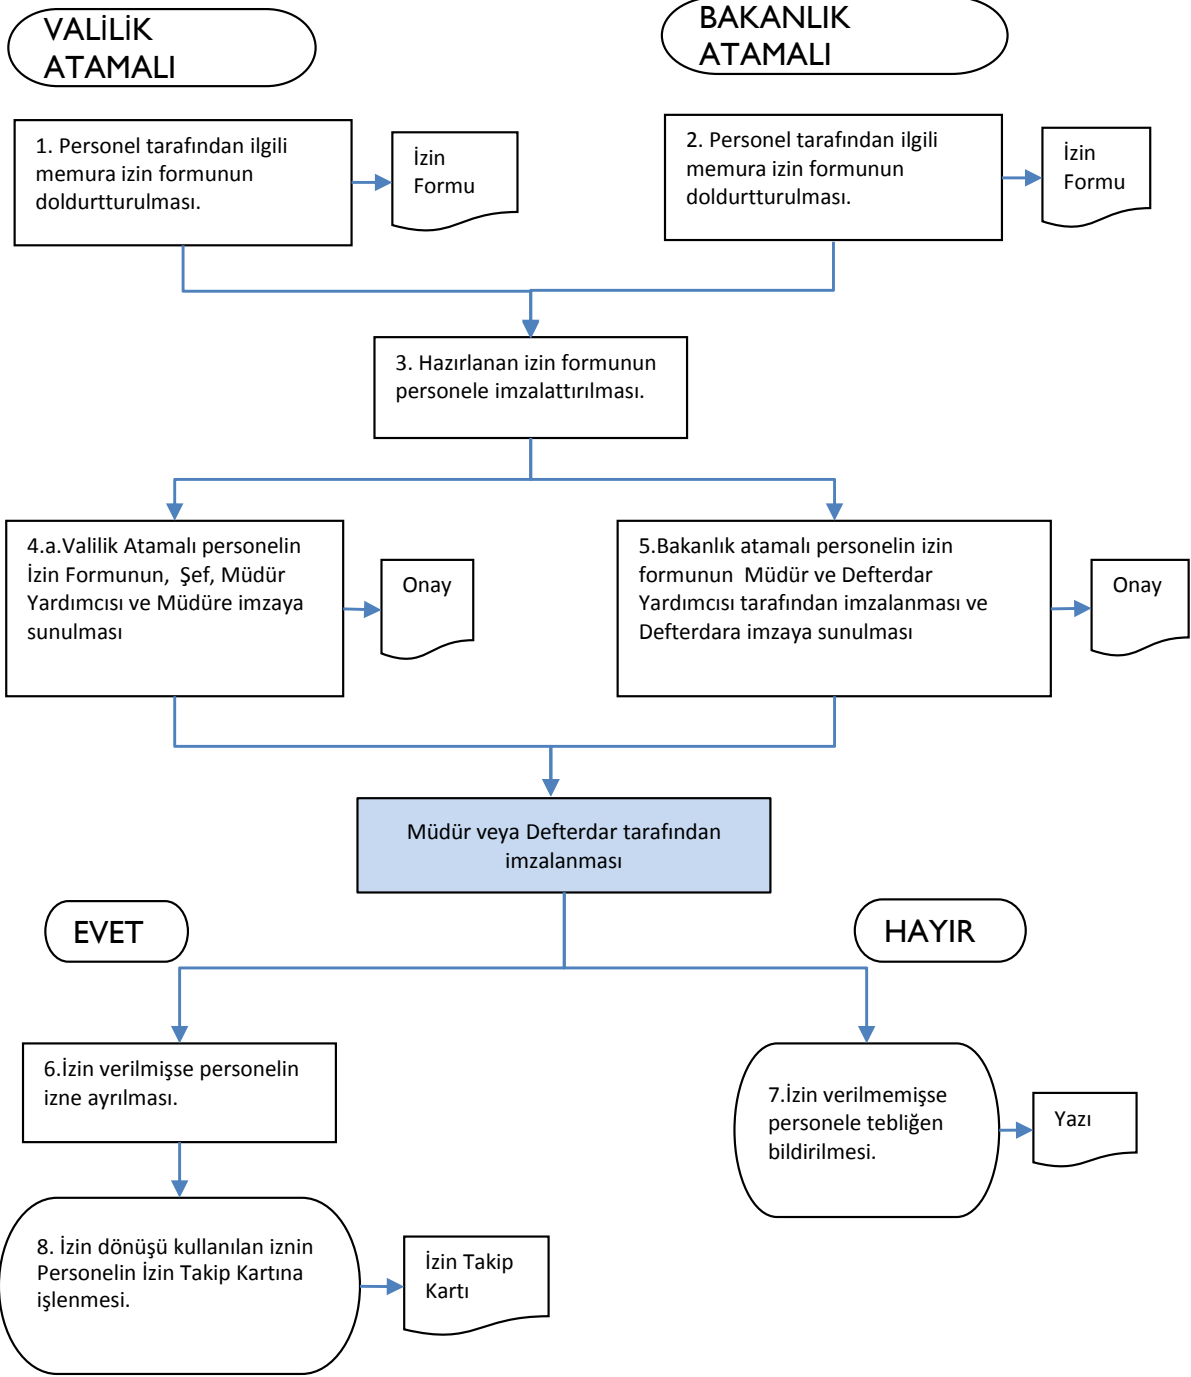 VALİLİK
ATAMALI
BAKANLIK
ATAMALI
1. Personel tarafından ilgili
memura izin formunun
doldurtturulması.
İzin
Formu
2. Personel tarafından ilgili
memura izin formunun
doldurtturulması.
İzin
Formu
3. Hazırlanan izin formunun
personele imzalattırılması.
4.a.Valilik Atamalı personelin
İzin Formunun, Şef, Müdür
Yardımcısı ve Müdüre imzaya
sunulması
Onay
5.Bakanlık atamalı personelin izin
formunun Müdür ve Defterdar
Yardımcısı tarafından imzalanması ve
Defterdara imzaya sunulması
Onay
Müdür veya Defterdar tarafından
imzalanması
EVET
HAYIR
6.İzin verilmişse personelin
izne ayrılması.
7.İzin verilmemişse
personele tebliğen
bildirilmesi.
Yazı
8. İzin dönüşü kullanılan iznin
Personelin İzin Takip Kartına
işlenmesi.
İzin Takip
Kartı